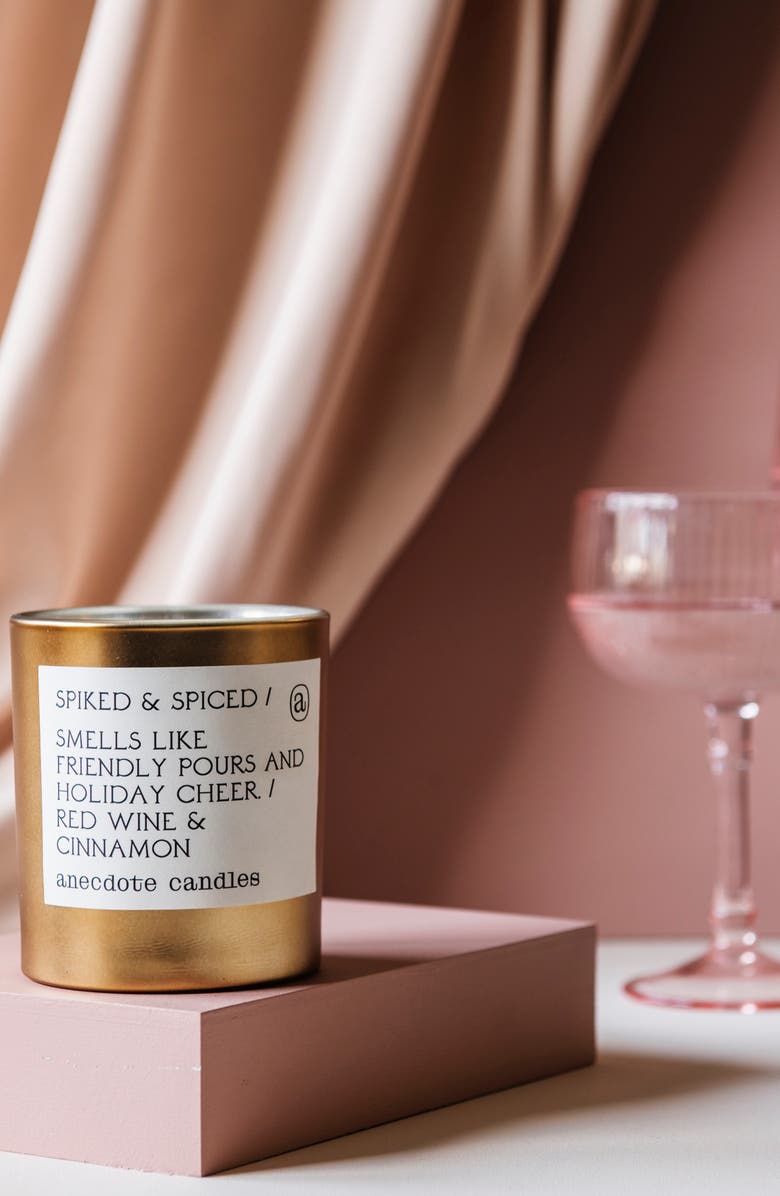 SPIKED & SPICED / @
SMELLS LIKE
FRIENDLY POURS AND
HOLIDAY CHEER. /
RED WINE &
CINNAMON
anecdote candles